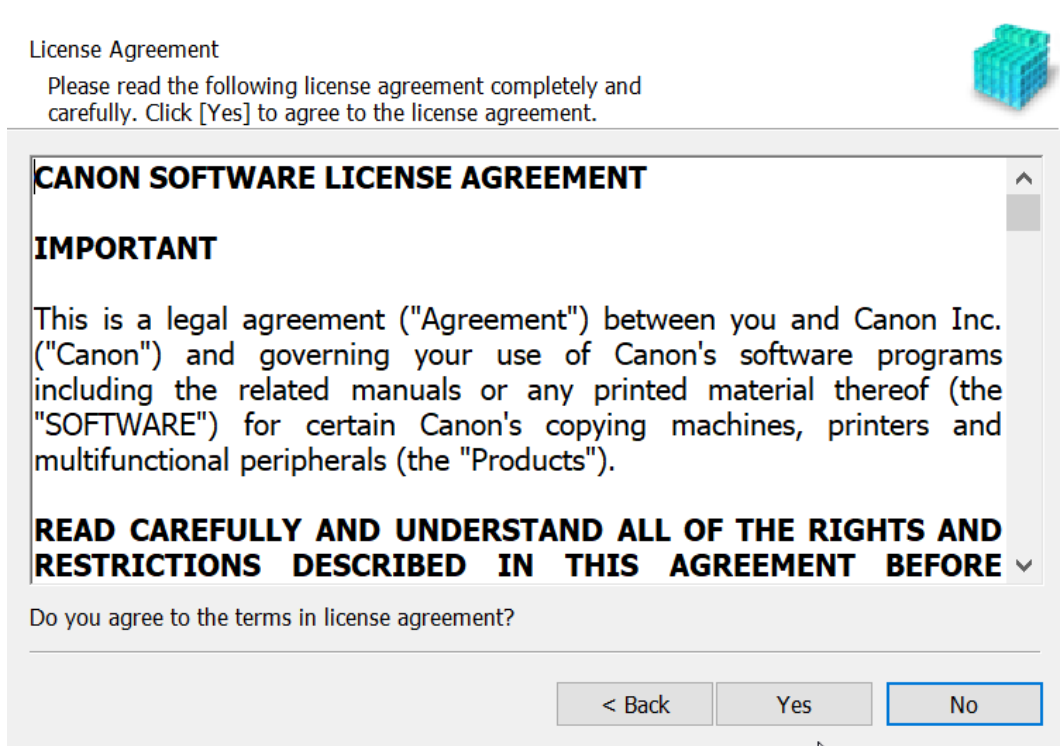 License Agreement
Please read the following license agreement completely and
carefully. Click [Yes] to agree to the license agreement.
CANON SOFTWARE LICENSE AGREEMENT
IMPORTANT
This is a legal agreement ("Agreement") between you and Canon Inc.
("Canon") and governing your use of Canon's software programs
including the related manuals or any printed material thereof (the
"SOFTWARE") for certain Canon's copying machines, printers and
multifunctional peripherals (the "Products").
READ CAREFULLY AND UNDERSTAND ALL OF THE RIGHTS AND
RESTRICTIONS DESCRIBED IN THIS AGREEMENT BEFORE
Do you agree to the terms in license agreement?
< Back Yes No